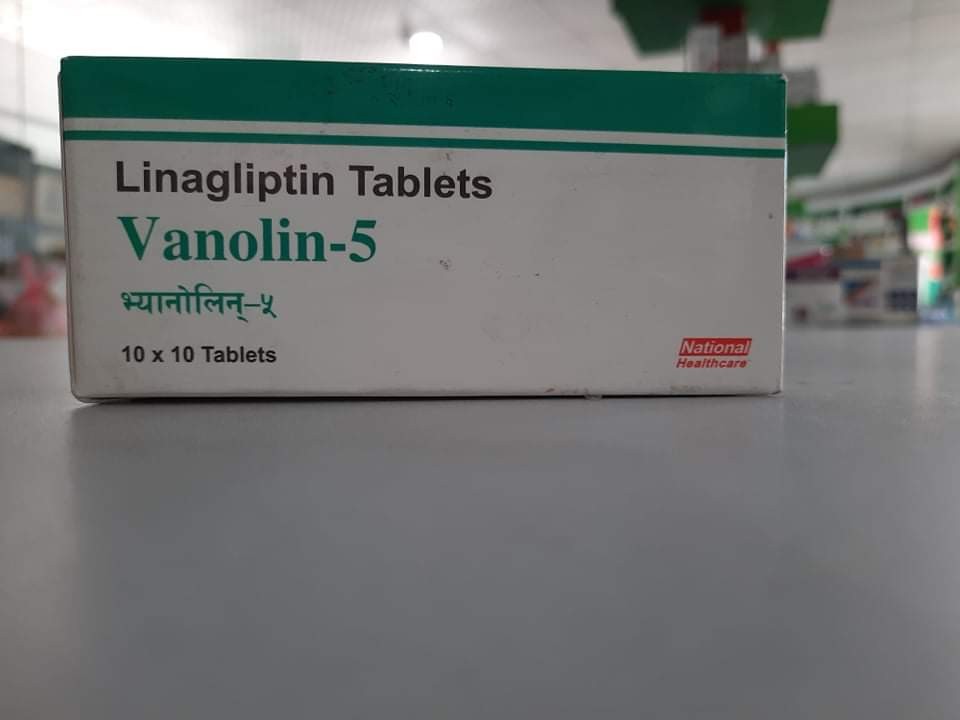 Linagliptin Tablets
Vanolin-5
भ्यानोलिन्–५
10 x 10 Tablets
National
Healthcare